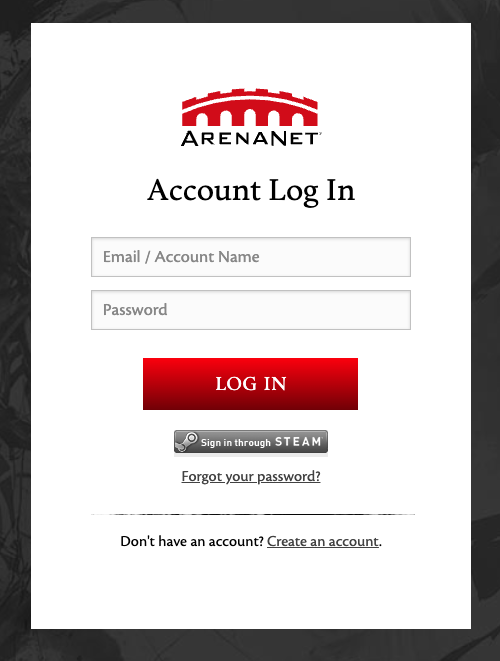 ARENANET
Account Log In
Email / Account Name
Password
LOG IN
Sign in through STEAM
Forgot your password?
Don't have an account? Create an account.